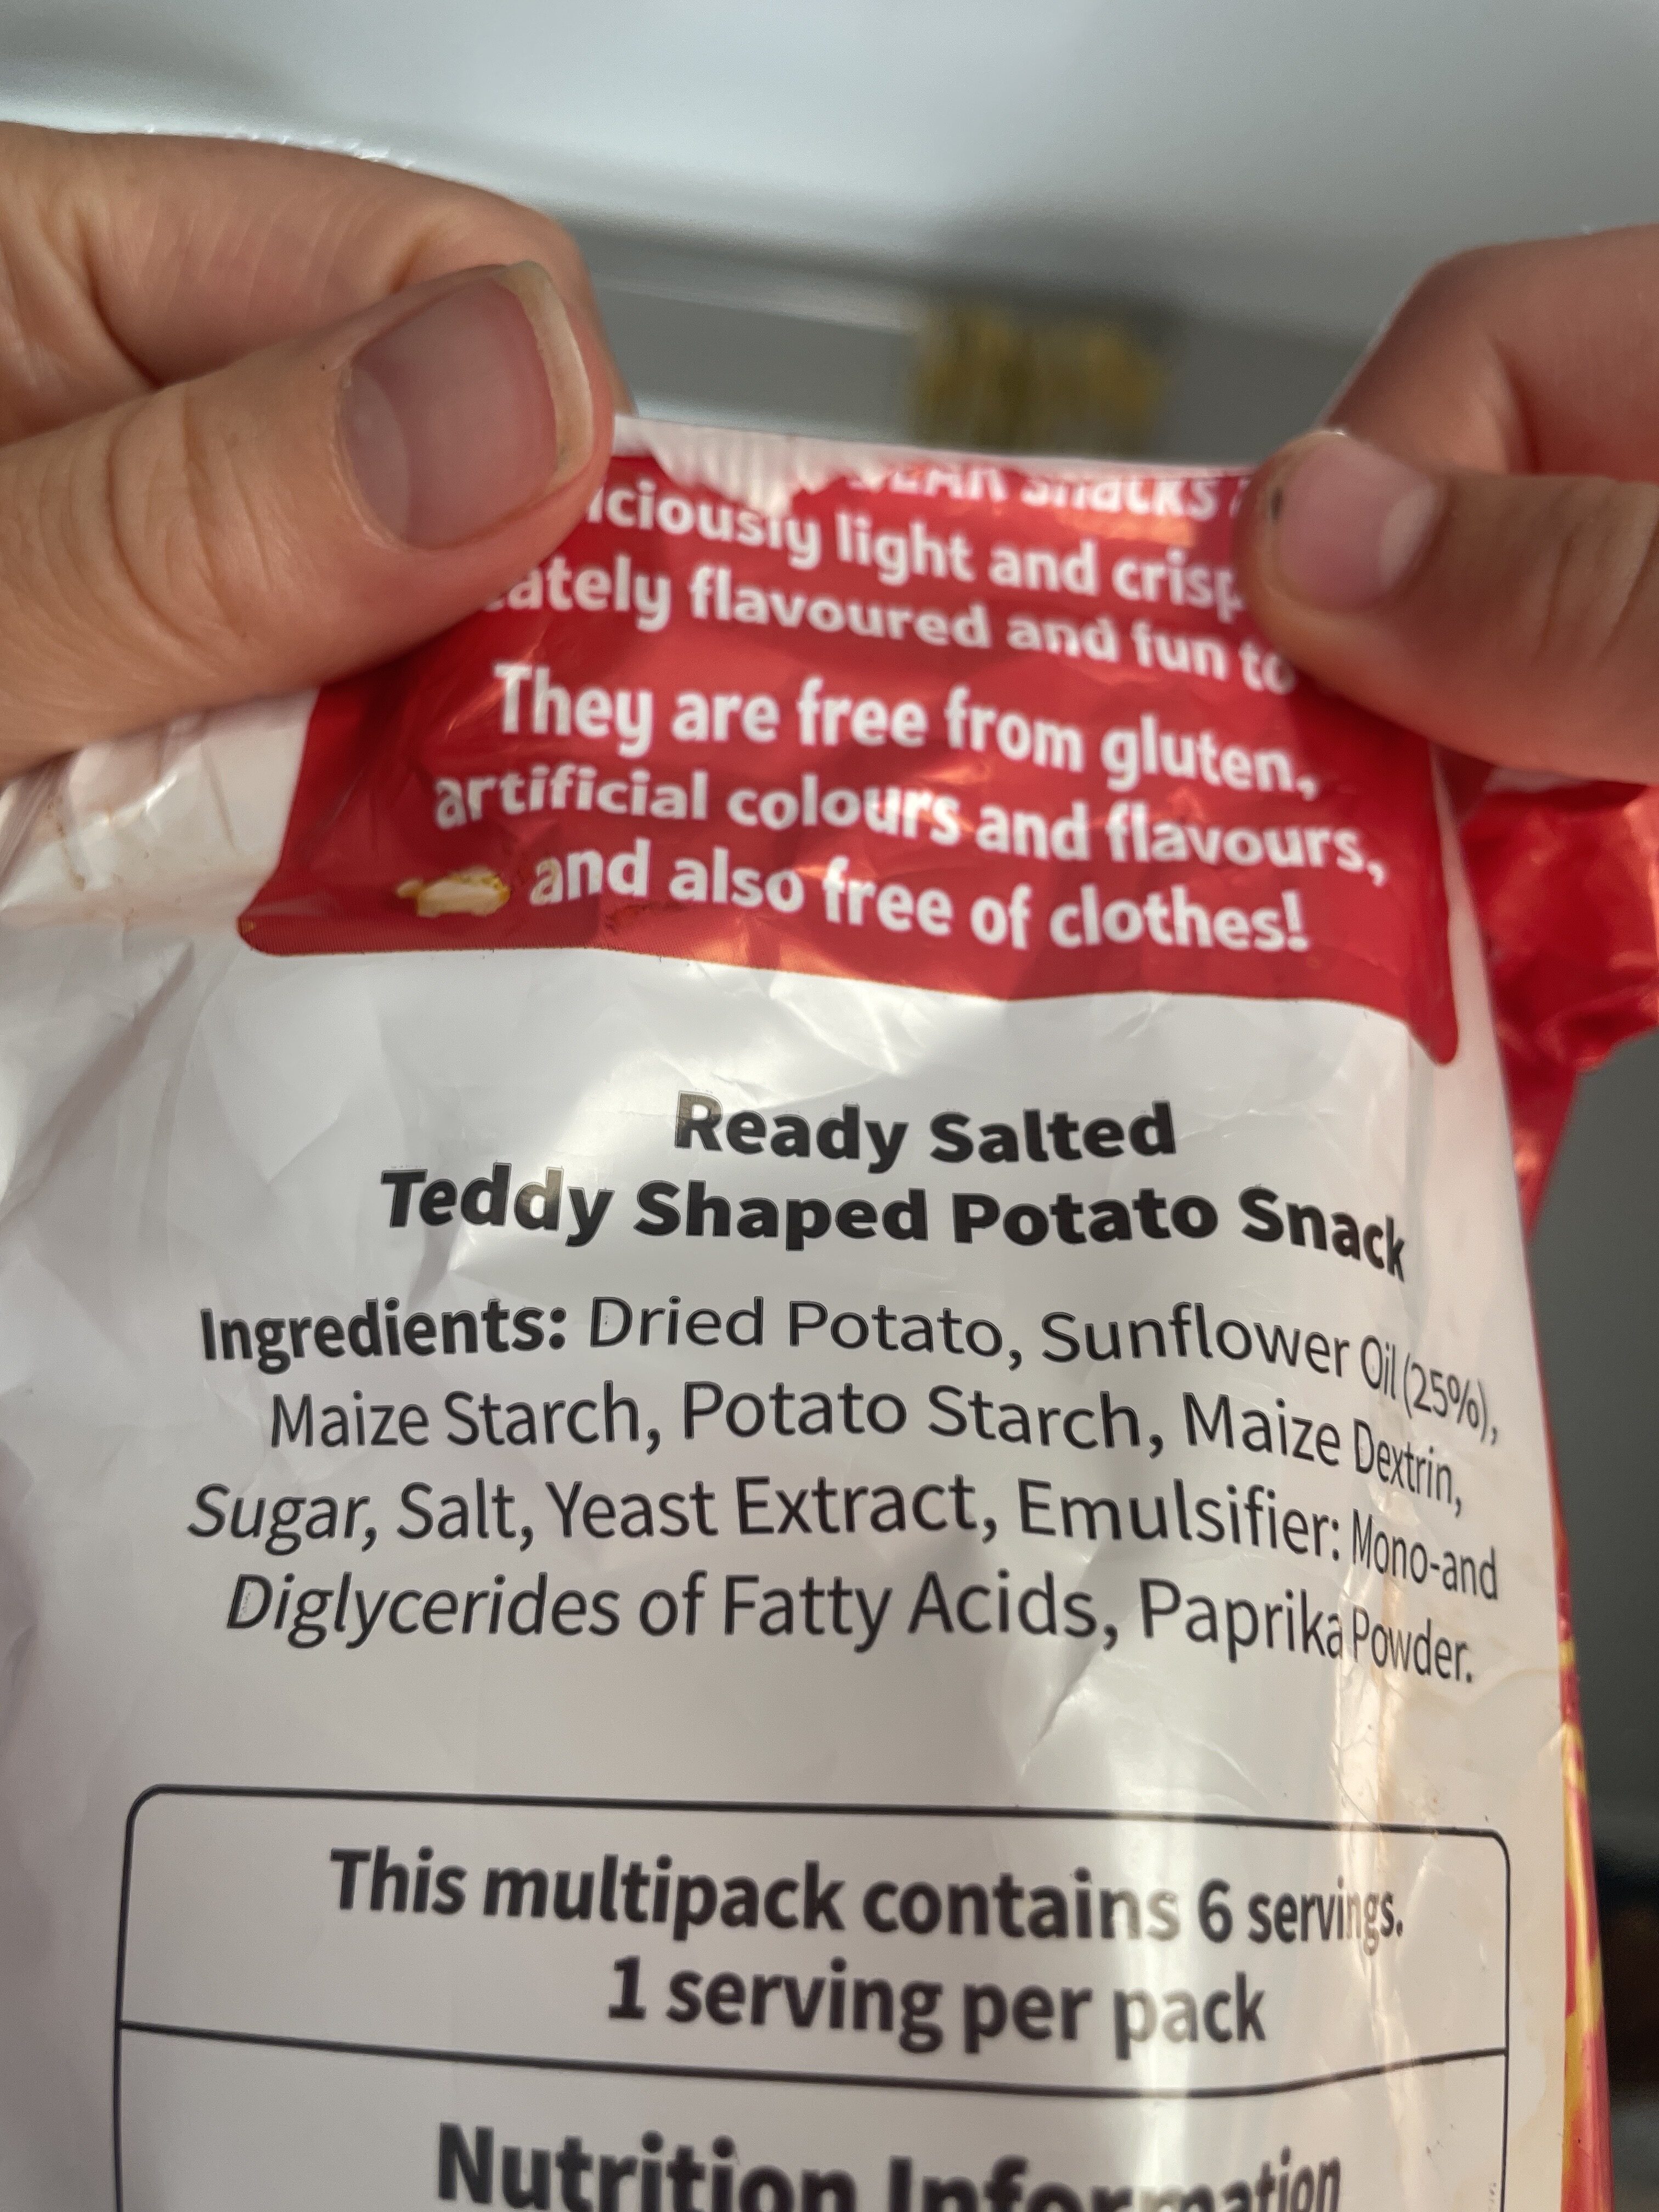 light and
flavoured and fun to
They are free from gluten,
artificial colours and flavours,
and also free of clothes!
Ready Salted
Teddy Shaped Potato Snack
Ingredients: Dried Potato, Sunflower Oil (25%),
Maize Starch, Potato Starch, Maize Dextrin,
Sugar, Salt, Yeast Extract, Emulsifier: Mono-and
Diglycerides of Fatty Acids, Paprika Powder.
This multipack contains 6 servings.
1 serving per pack
Nutrition Information